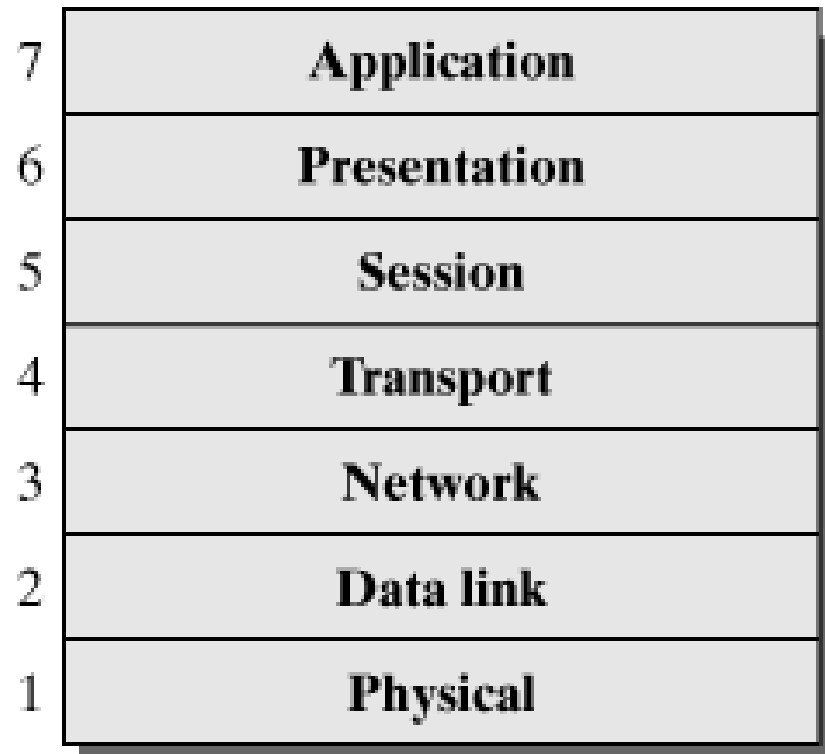 7 Application
6 Presentation
5 Session
4 Transport
3 Network
2 Data link
1 Physical